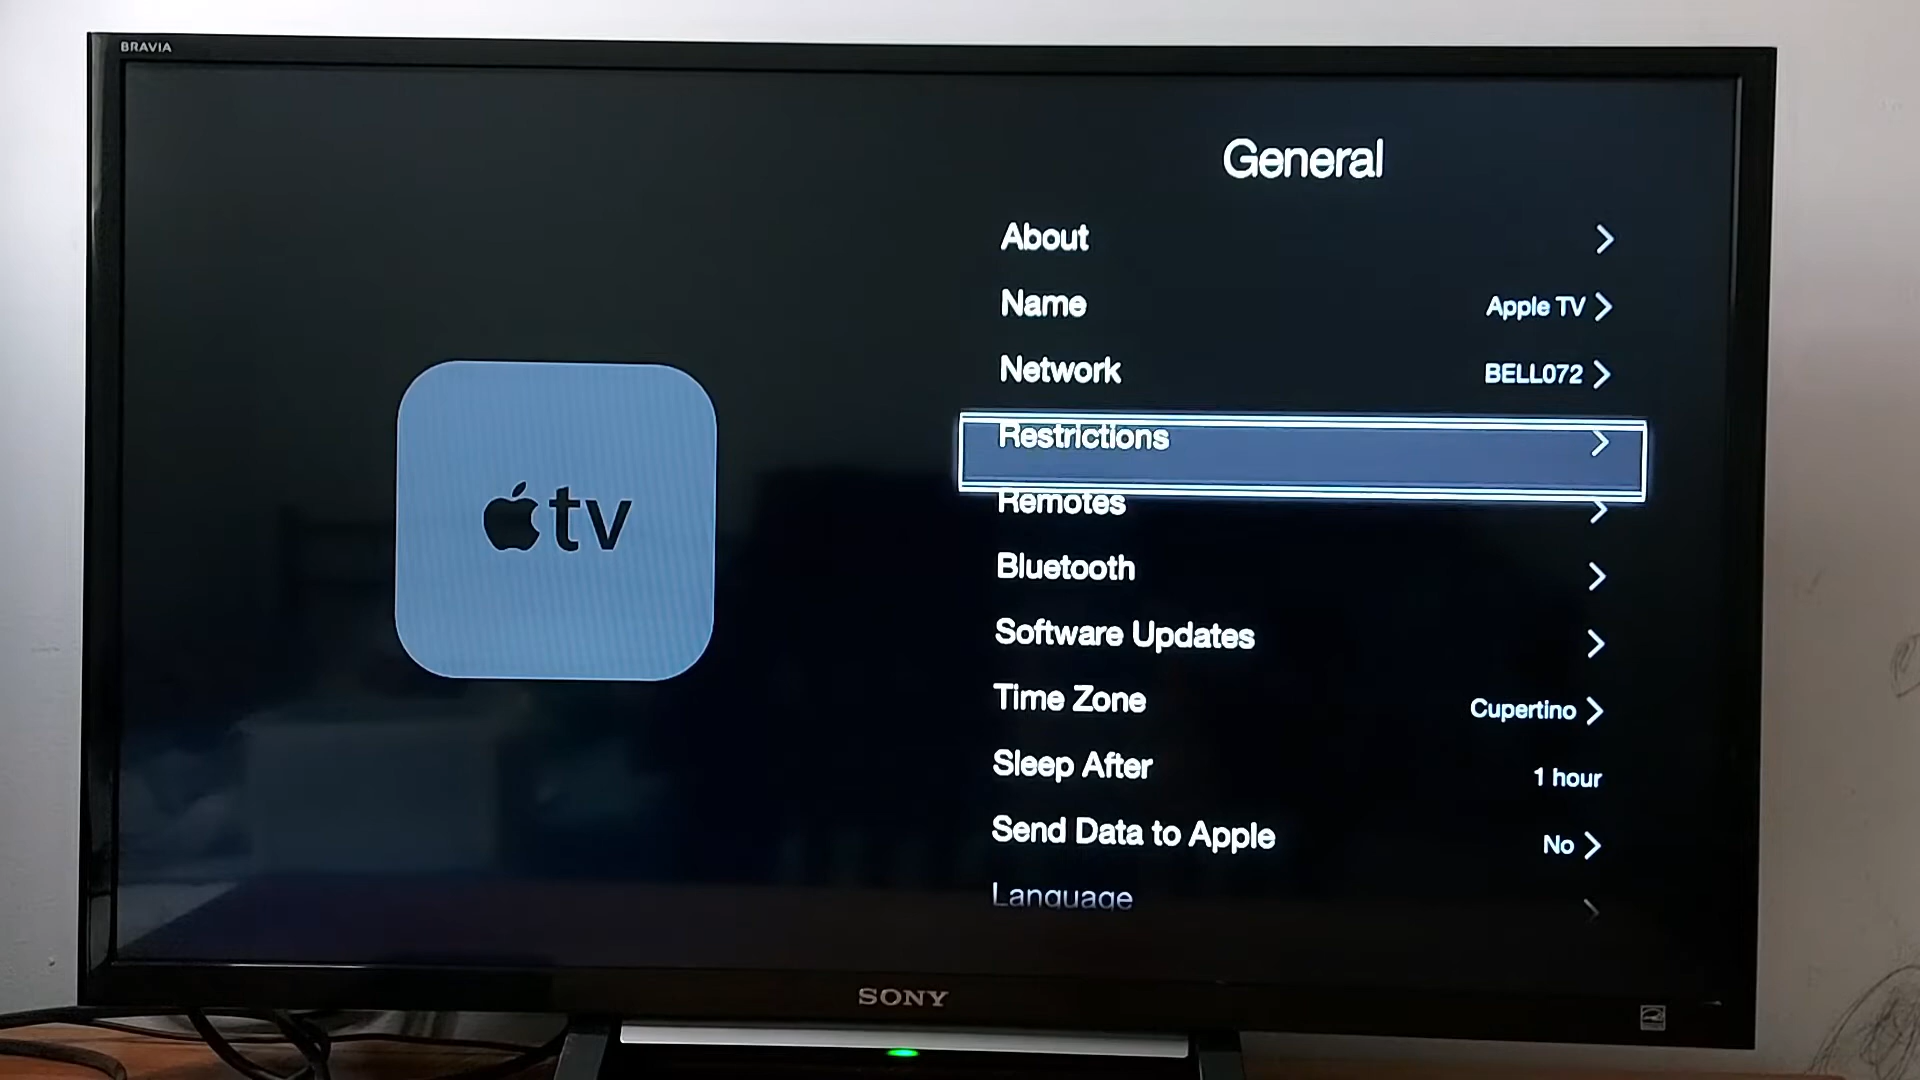 BRAVIA
General
About
Name Apple TV
Network BELL072
Restrictions
Remotes
Bluetooth
Software Updates
Time Zone Cupertino
Sleep After 1 hour
Send Data to Apple No
Language
tv
SONY